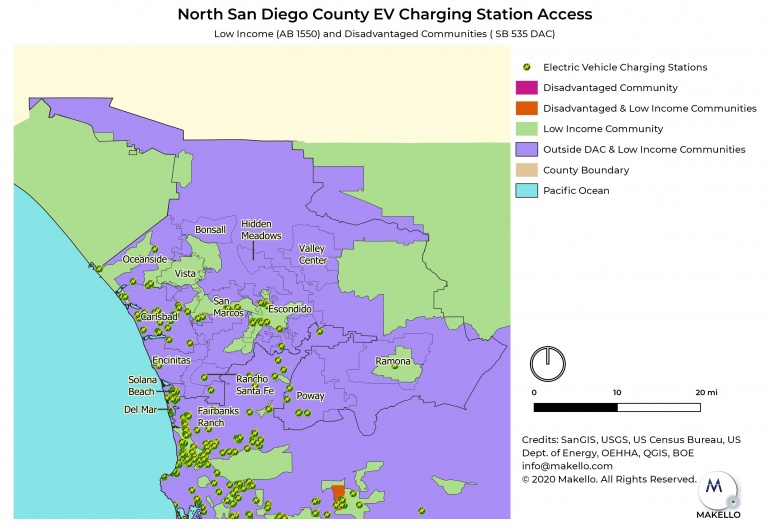 North San Diego County EV Charging Station Access
Low Income (AB 1550) and Disadvantaged Communities ( SB 535 DAC)
Electric Vehicle Charging Stations
Disadvantaged Community
Disadvantaged & Low Income Communities
Low Income Community
Outside DAC & Low Income Communities
County Boundary
Pacific Ocean
Bonsall
Hidden
Meadows
Valley
Center
Oceanside
Vista
San
Marcos
Escondido
Carlsbad
Encinitas
Ramona
Solana
Beach
Rancho
Santa Fe
Poway
Del Mar
Fairbanks
Ranch
0 10 20 mi
Credits: SanGIS, USGS, US Census Bureau, US
Dept. of Energy, OEHHA, QGIS, BOE
info@makello.com
© 2020 Makello. All Rights Reserved.
M
MAKELLO